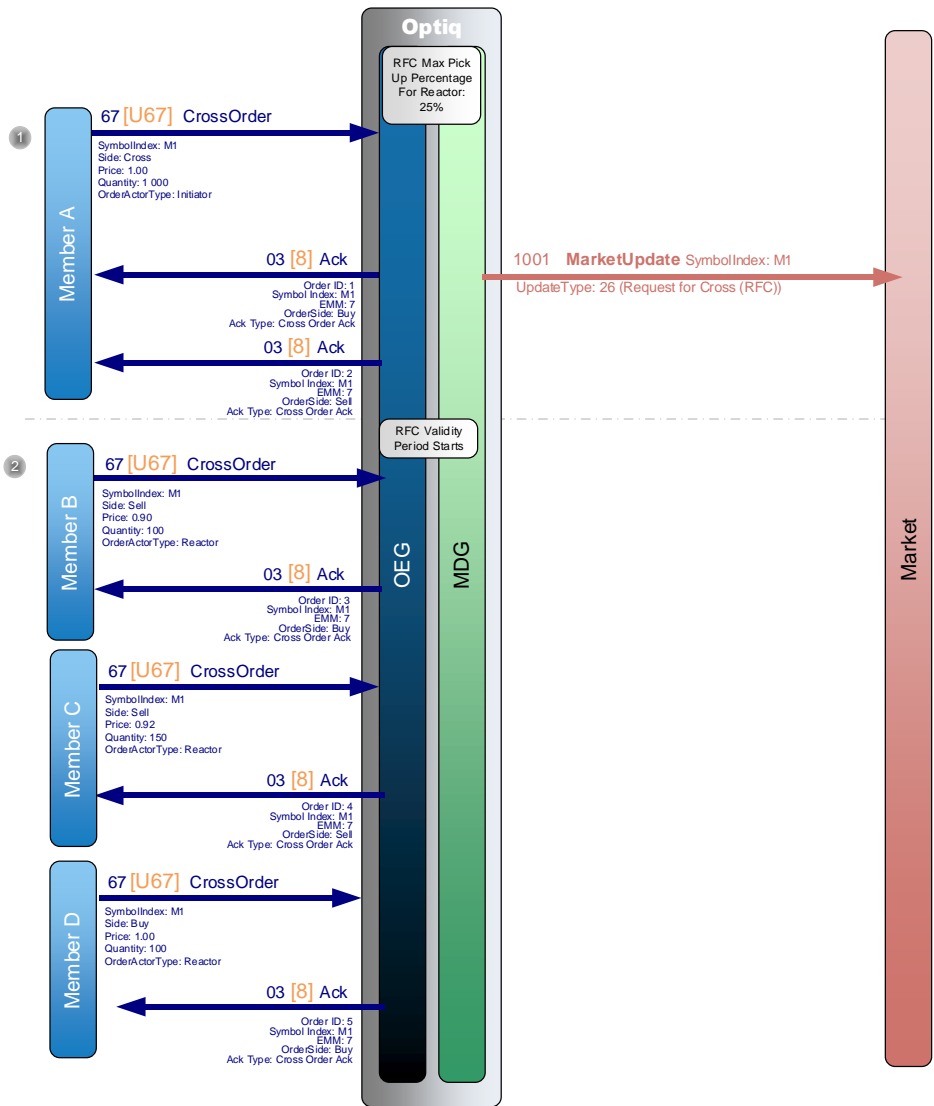 Optiq
RFC Max Pick
Up Percentage
For Reactor:
25%
1
Member A
67 [U67] CrossOrder
SymbolIndex: M1
Side: Cross
Price: 1.00
Quantity: 1 000
OrderActorType: Initiator
03 [8] Ack
Order ID: 1
Symbol Index: M1
EMM: 7
OrderSide: Buy
Ack Type: Cross Order Ack
1001 MarketUpdate SymbolIndex: M1
UpdateType: 26 (Request for Cross (RFC))
03 [8] Ack
Order ID: 2
Symbol Index: M1
EMM: 7
OrderSide: Sell
Ack Type: Cross Order Ack
RFC Validity
Period Starts
2
Member B
67 [U67] CrossOrder
SymbolIndex: M1
Side: Sell
Price: 0.90
Quantity: 100
OrderActorType: Reactor
03 [8] Ack
Order ID: 3
Symbol Index: M1
EMM: 7
OrderSide: Buy
Ack Type: Cross Order Ack
OEG
MDG
Market
Member C
67 [U67] CrossOrder
SymbolIndex: M1
Side: Sell
Price: 0.92
Quantity: 150
OrderActorType: Reactor
03 [8] Ack
Order ID: 4
Symbol Index: M1
EMM: 7
OrderSide: Sell
Ack Type: Cross Order Ack
Member D
67 [U67] CrossOrder
SymbolIndex: M1
Side: Buy
Price: 1.00
Quantity: 100
OrderActorType: Reactor
03 [8] Ack
Order ID: 5
Symbol Index: M1
EMM: 7
OrderSide: Buy
Ack Type: Cross Order Ack